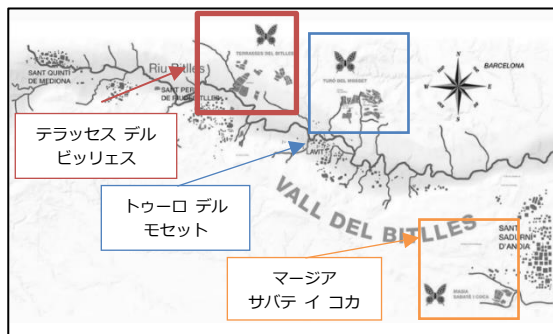 TERRASSES DEL BITLLES
TURÓ DEL MOSSET
BARCELONA
SANT QUINTÍ
DE MEDIONA
Riu Bitlles
SANT PERE
DE RIUDEBITLLES
テラッセス デル
ビッリェス
LAVIT
トゥーロ デル
モセット
VALL DEL BITLLES
マージア
サバテ イ コカ
SANT
SADURNÍ
D'ANOIA
MASIA
SABATÉ I COCA